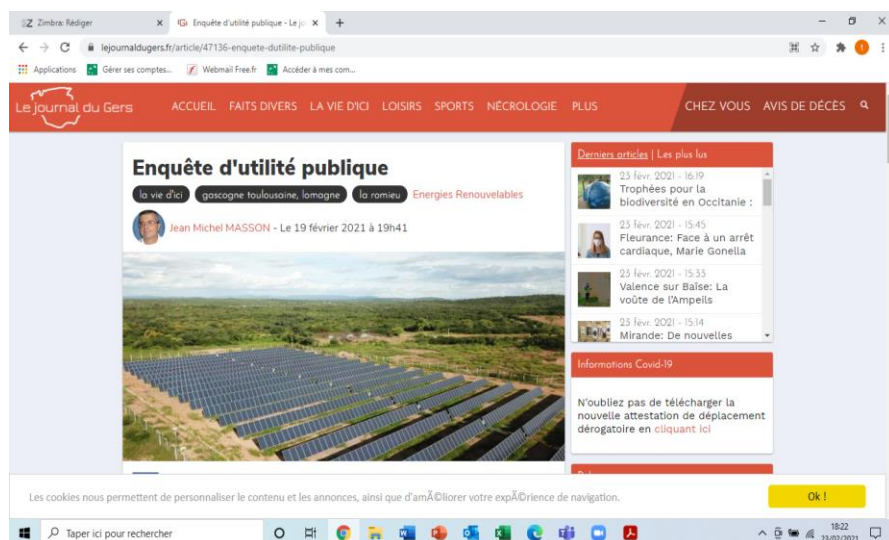 Zimbra: Rédiger
Enquête d'utilité publique - Le jo
lejournaldugers.fr/article/47136-enquete-dutilite-publique
Applications Gérer ses comptes... Webmail Free.fr Accéder à mes com...
Le journal du Gers ACCUEIL FAITS DIVERS LA VIE D'ICI LOISIRS SPORTS NÉCROLOGIE PLUS CHEZ VOUS AVIS DE DÉCÈS
Enquête d'utilité publique
la vie d'ici gascogne toulousaine, lomagne la romieu Energies Renouvelables
Jean Michel MASSON - Le 19 février 2021 à 19h41
Derniers articles | Les plus lus
23 févr. 2021 - 16:19
Trophées pour la
biodiversité en Occitanie :
23 févr. 2021 - 15:45
Fleurance: Face à un arrêt
cardiaque, Marie Gonella
23 févr. 2021 - 15:33
Valence sur Baïse: La
voûte de l'Ampeils
23 févr. 2021 - 15:14
Mirande: De nouvelles
Informations Covid-19
N'oubliez pas de télécharger la
nouvelle attestation de déplacement
dérogatoire en cliquant ici
Les cookies nous permettent de personnaliser le contenu et les annonces, ainsi que d'amÃ©liorer votre expÃ©rience de navigation.
Ok !
Taper ici pour rechercher
18:22
23/02/2021